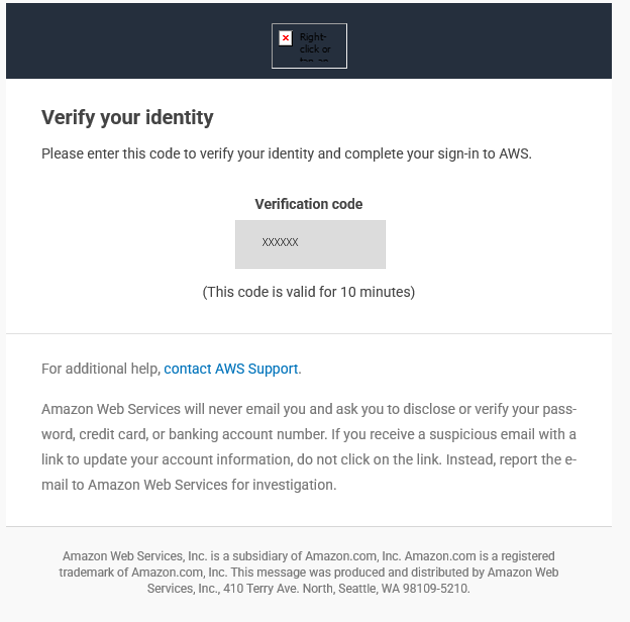 Right-
click or
Verify your identity
Please enter this code to verify your identity and complete your sign-in to AWS.
Verification code
XXXXXX
(This code is valid for 10 minutes)
For additional help, contact AWS Support.
Amazon Web Services will never email you and ask you to disclose or verify your pass-
word, credit card, or banking account number. If you receive a suspicious email with a
link to update your account information, do not click on the link. Instead, report the e-
mail to Amazon Web Services for investigation.
Amazon Web Services, Inc. is a subsidiary of Amazon.com, Inc. Amazon.com is a registered
trademark of Amazon.com, Inc. This message was produced and distributed by Amazon Web
Services, Inc., 410 Terry Ave. North, Seattle, WA 98109-5210.